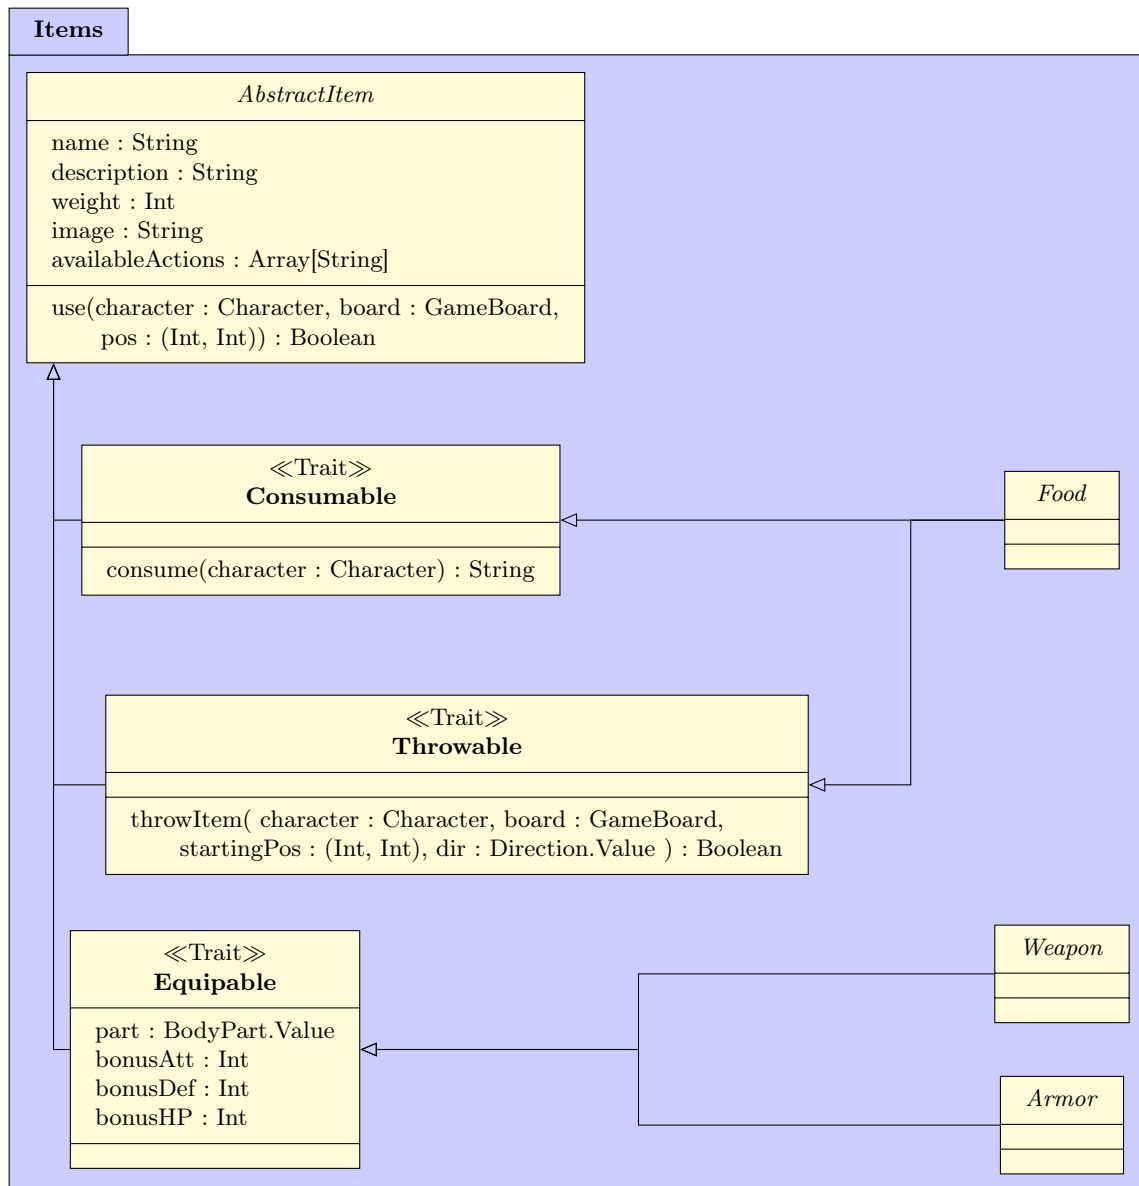 Items
AbstractItem
name : String
description : String
weight : Int
image : String
availableActions : Array[String]
use(character : Character, board : GameBoard,
pos : (Int, Int)) : Boolean
≪Trait≫
Consumable
consume(character : Character) : String
Food
≪Trait≫
Throwable
throwItem( character : Character, board : GameBoard,
startingPos : (Int, Int), dir : Direction.Value ) : Boolean
≪Trait≫
Equipable
part : BodyPart.Value
bonusAtt : Int
bonusDef : Int
bonusHP : Int
Weapon
Armor